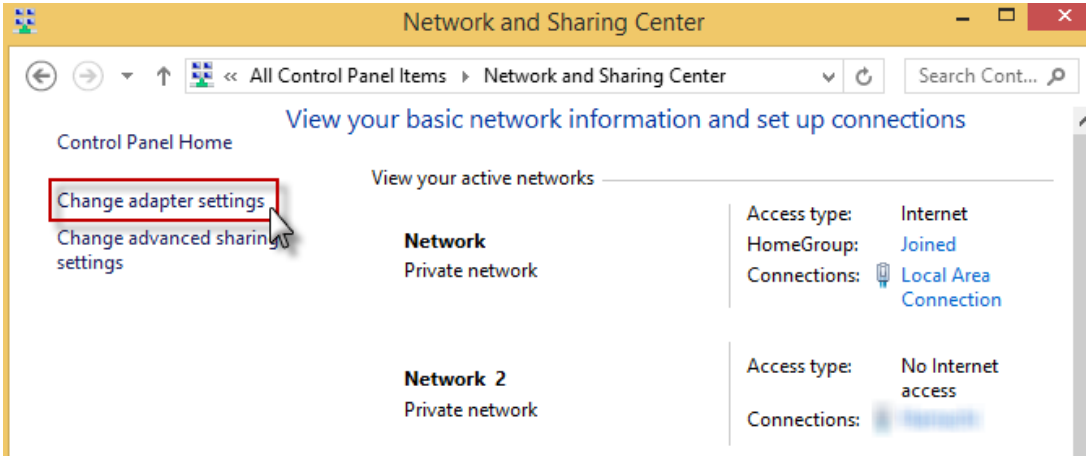 Network and Sharing Center
« All Control Panel Items Network and Sharing Center
Search Cont...
View your basic network information and set up connections
Control Panel Home
Change adapter settings
Change advanced sharing
settings
View your active networks
Network
Private network
Access type: Internet
HomeGroup: Joined
Connections: Local Area
Connection
Network 2
Private network
Access type: No Internet
access
Connections: